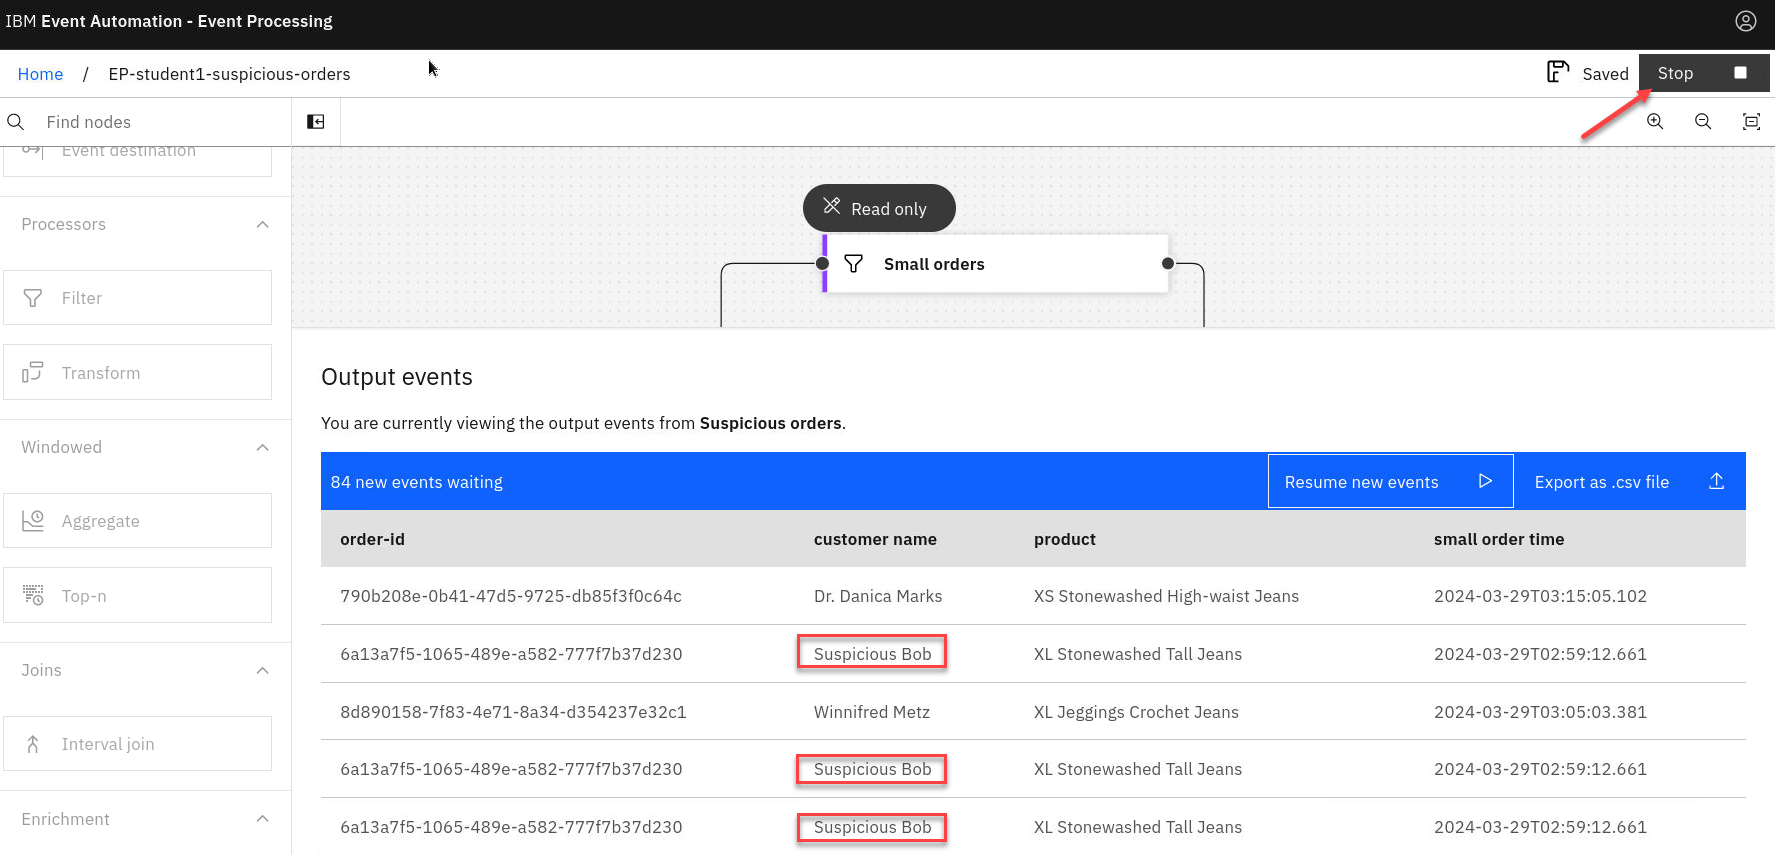 IBM Event Automation - Event Processing
Home / EP-student1-suspicious-orders
Saved
Stop
Find nodes
Event destination
Processors
Filter
Transform
Windowed
Aggregate
Top-n
Joins
Interval join
Enrichment
Read only
Small orders
Output events
You are currently viewing the output events from Suspicious orders.
84 new events waiting
Resume new events
Export as .csv file
order-id customer name product small order time
790b208e-0b41-47d5-9725-db85f3f0c64c Dr. Danica Marks XS Stonewashed High-waist Jeans 2024-03-29T03:15:05.102
6a13a7f5-1065-489e-a582-777f7b37d230 Suspicious Bob XL Stonewashed Tall Jeans 2024-03-29T02:59:12.661
8d890158-7f83-4e71-8a34-d354237e32c1 Winnifred Metz XL Jeggings Crochet Jeans 2024-03-29T03:05:03.381
6a13a7f5-1065-489e-a582-777f7b37d230 Suspicious Bob XL Stonewashed Tall Jeans 2024-03-29T02:59:12.661
6a13a7f5-1065-489e-a582-777f7b37d230 Suspicious Bob XL Stonewashed Tall Jeans 2024-03-29T02:59:12.661